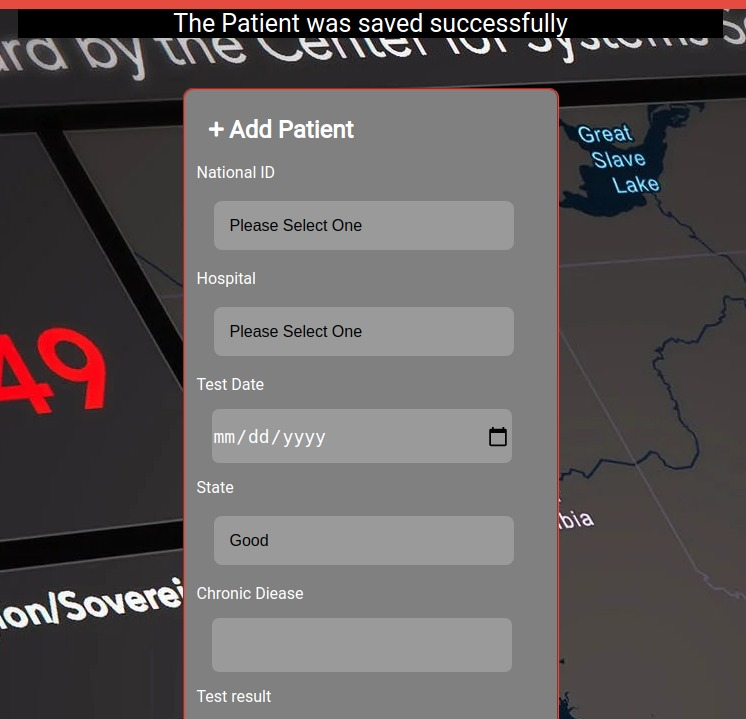 The Patient was saved successfully
ard by the Center for Systems S
+ Add Patient
National ID
Please Select One
Hospital
Please Select One
Test Date
mm/dd/yyyy
State
Good
Chronic Diease
Test result
Great
Slave
Lake
49
bia
ion/Soverei